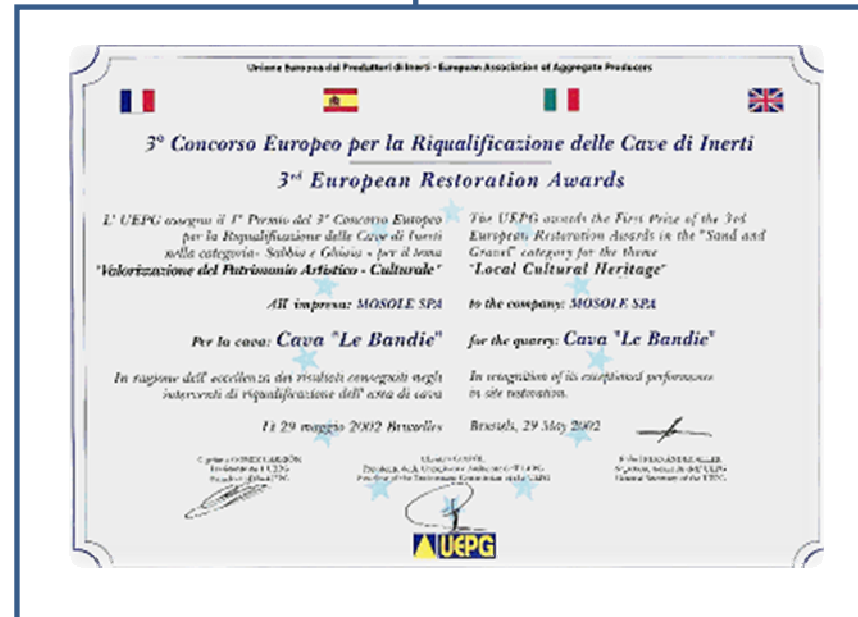 Unione Europea dei Produttori di Inerti - European Association of Aggregate Producers
3° Concorso Europeo per la Riqualificazione delle Cave di Inerti
3rd European Restoration Awards
L' UEPG assegna il 1° Premio del 3° Concorso Europeo
per la Riqualificazione delle Cave di Inerti
nella categoria- Sabbia e Ghiaia - per il tema
"Valorizzazione del Patrimonio Artistico - Culturale"
All' impresa: MOSOLE SPA
Per la cava: Cava "Le Bandie"
In ragione dell' eccellenza dei risultati conseguiti negli
interventi di riqualificazione dell' area di cava
Lì 29 maggio 2002 Bruxelles
The UEPG awards the First Prize of the 3rd
European Restoration Awards in the "Sand and
Gravel" category for the theme
"Local Cultural Heritage"
to the company: MOSOLE SPA
for the quarry: Cava "Le Bandie"
In recognition of its exceptional performance
in site restoration.
Brussels, 29 May 2002
UEPG